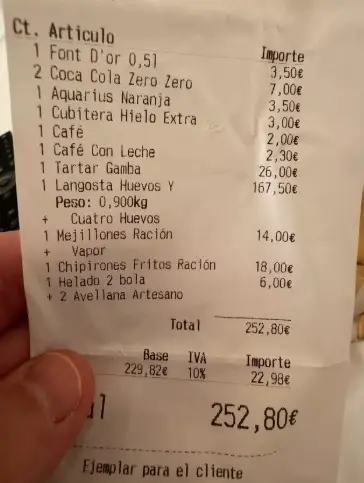 Ct. Artículo Importe
1 Font D'or 0,5l 3,50€
2 Coca Cola Zero Zero 7,00€
1 Aquarius Naranja 3,50€
1 Cubitera Hielo Extra 3,00€
1 Café 2,00€
1 Café Con Leche 2,30€
1 Tartar Gamba 26,00€
1 Langosta Huevos Y 167,50€
Peso: 0,900kg
+ Cuatro Huevos
1 Mejillones Ración 14,00€
+ Vapor
1 Chipirones Fritos Ración 18,00€
1 Helado 2 bola 6,00€
+ 2 Avellana Artesano
Total 252,80€
Base IVA Importe
229,82€ 10% 22,98€
252,80€
Ejemplar para el cliente